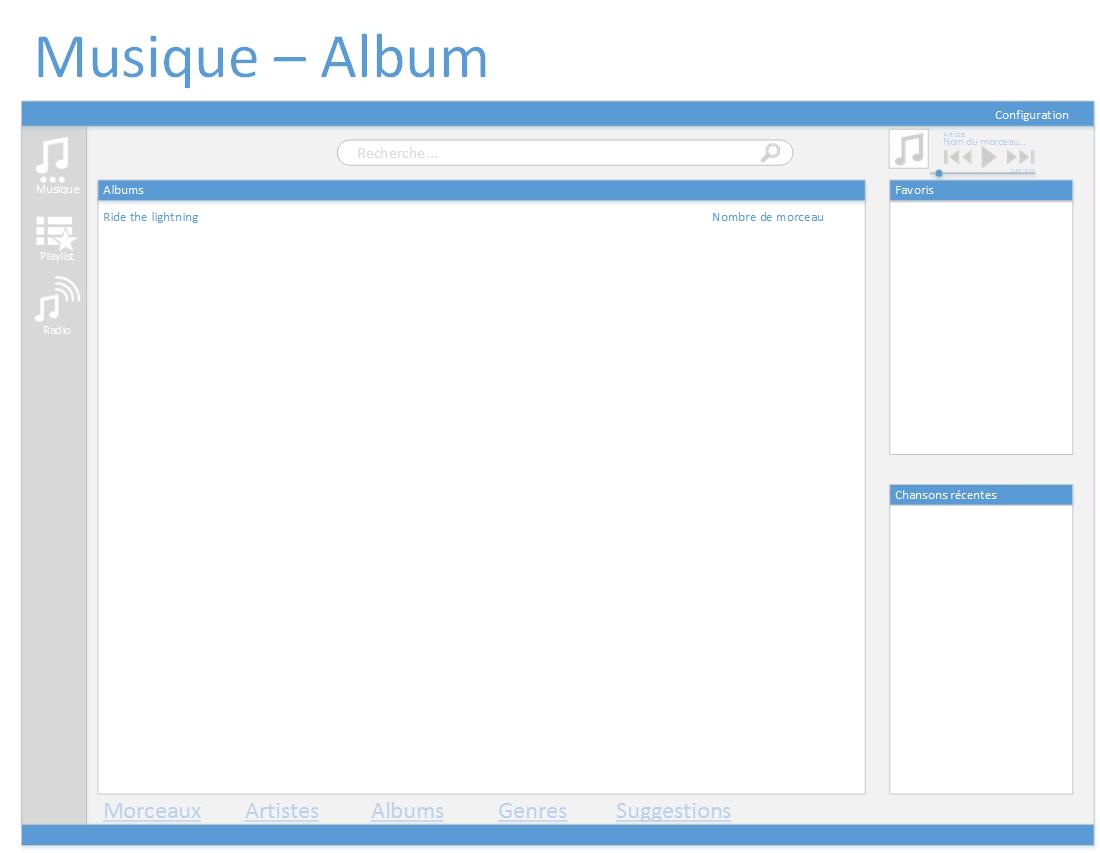 Musique – Album
Configuration
Musique
Playlist
Radio
Recherche...
Artiste
Nom du morceau...
Albums
Ride the lightning
Nombre de morceau
Favoris
Chansons récentes
Morceaux
Artistes
Albums
Genres
Suggestions